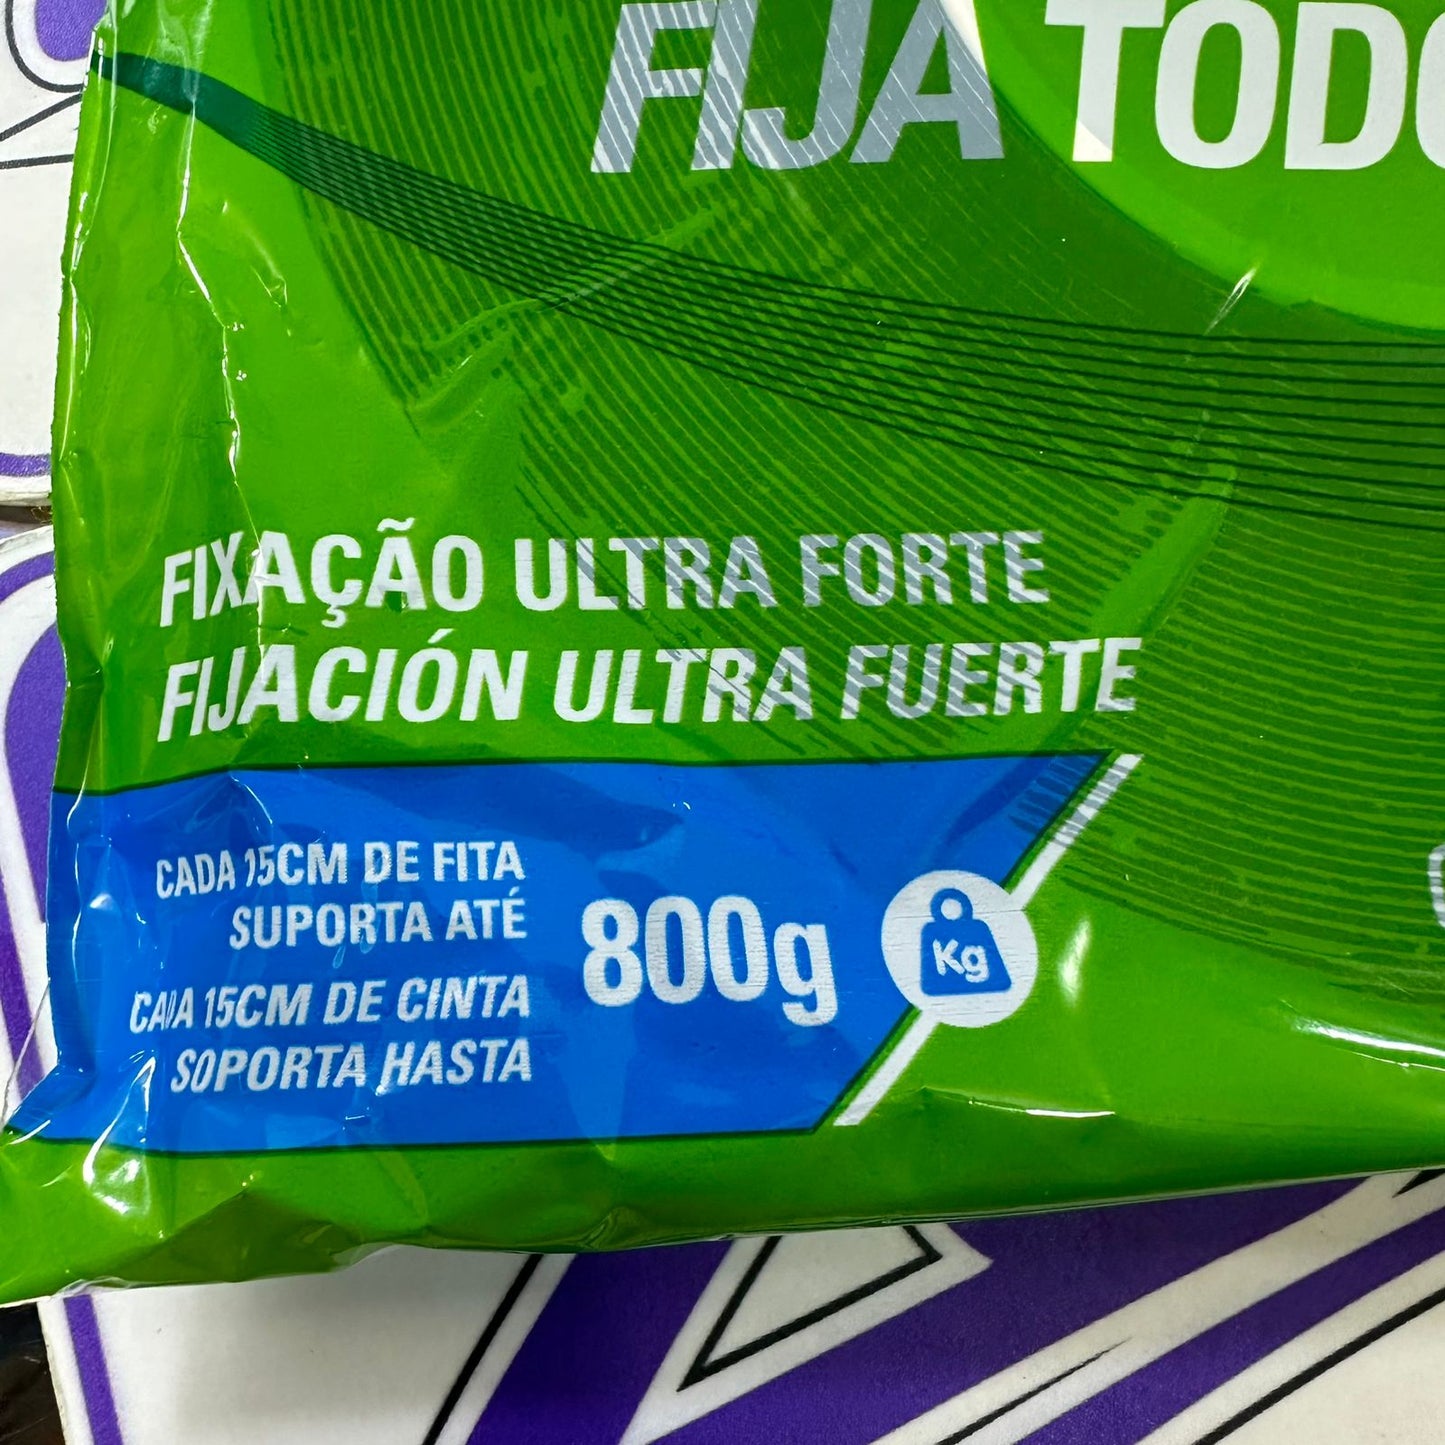 FIJA TODO
FIXAÇÃO ULTRA FORTE
FIJACIÓN ULTRA FUERTE
CADA 15CM DE FITA
SUPORTA ATÉ
CADA 15CM DE CINTA
SOPORTA HASTA
800g
Kg